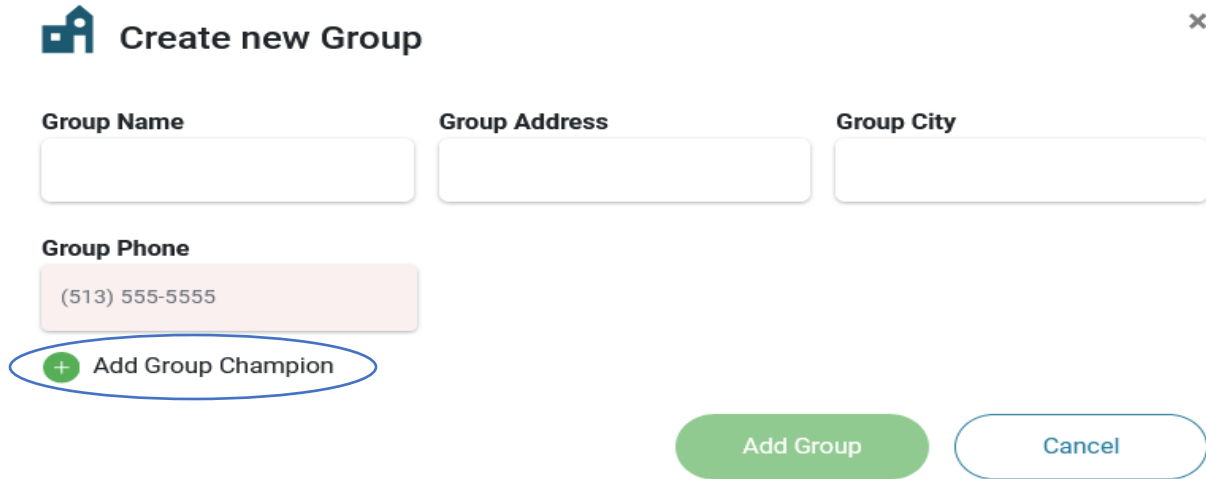 Create new Group
×
Group Name
Group Address
Group City
Group Phone
(513) 555-5555
+ Add Group Champion
Add Group
Cancel